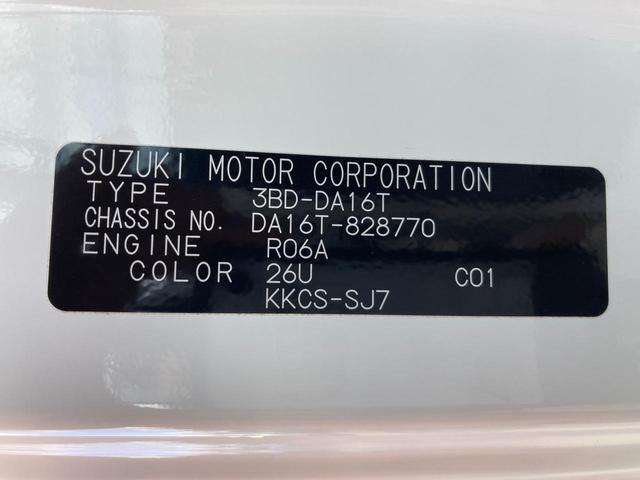 SUZUKI MOTOR CORPORATION
TYPE 3BD-DA16T
CHASSIS NO. DA16T-828770
ENGINE R06A
COLOR 26U C01
KKCS-SJ7